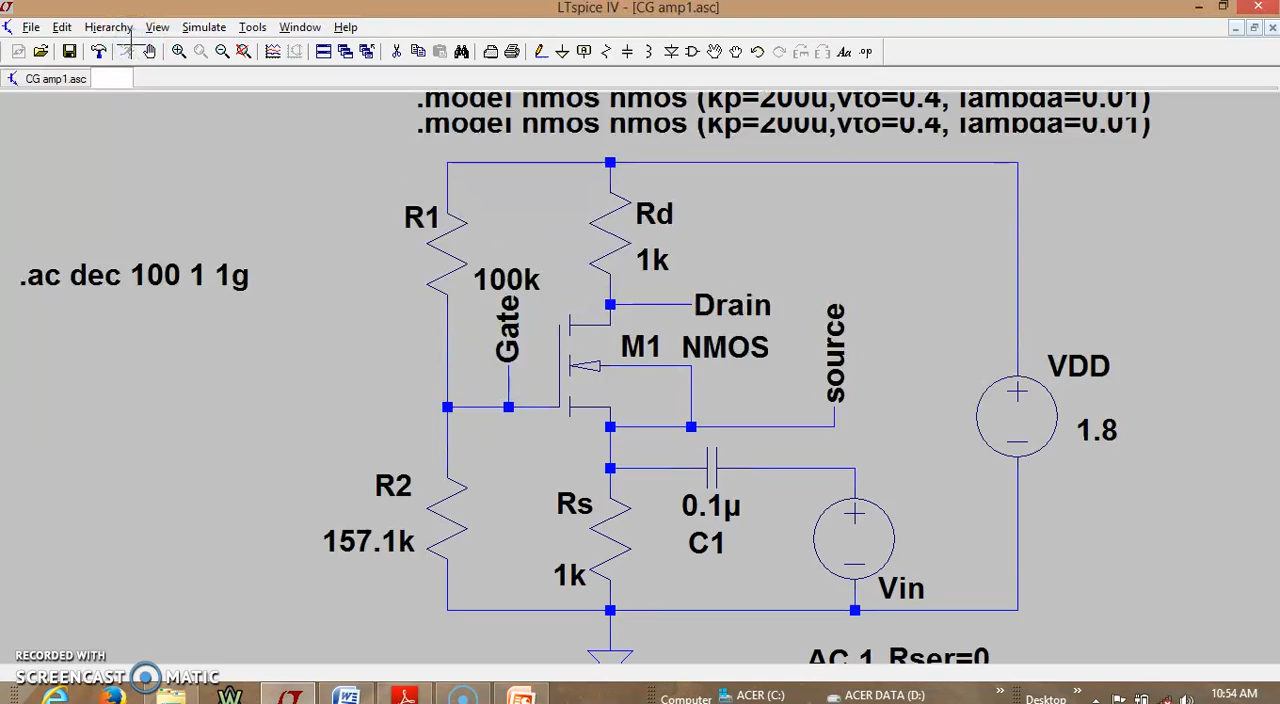 LTspice IV - [CG amp1.asc]
File Edit Hierarchy View Simulate Tools Window Help
.op
CG amp1.asc
.model nmos nmos (kp=200u,vto=0.4, lambda=0.01)
.model nmos nmos (kp=200u,vto=0.4, lambda=0.01)
R1
Rd
1k
.ac dec 100 1 1g
100k
Gate
Drain
M1 NMOS
source
VDD
1.8
R2
157.1k
Rs
1k
0.1µ
C1
Vin
AC 1 Rser=0
RECORDED WITH
SCREENCAST MATIC
Computer ACER (C:) ACER DATA (D:) Desktop 10:54 AM